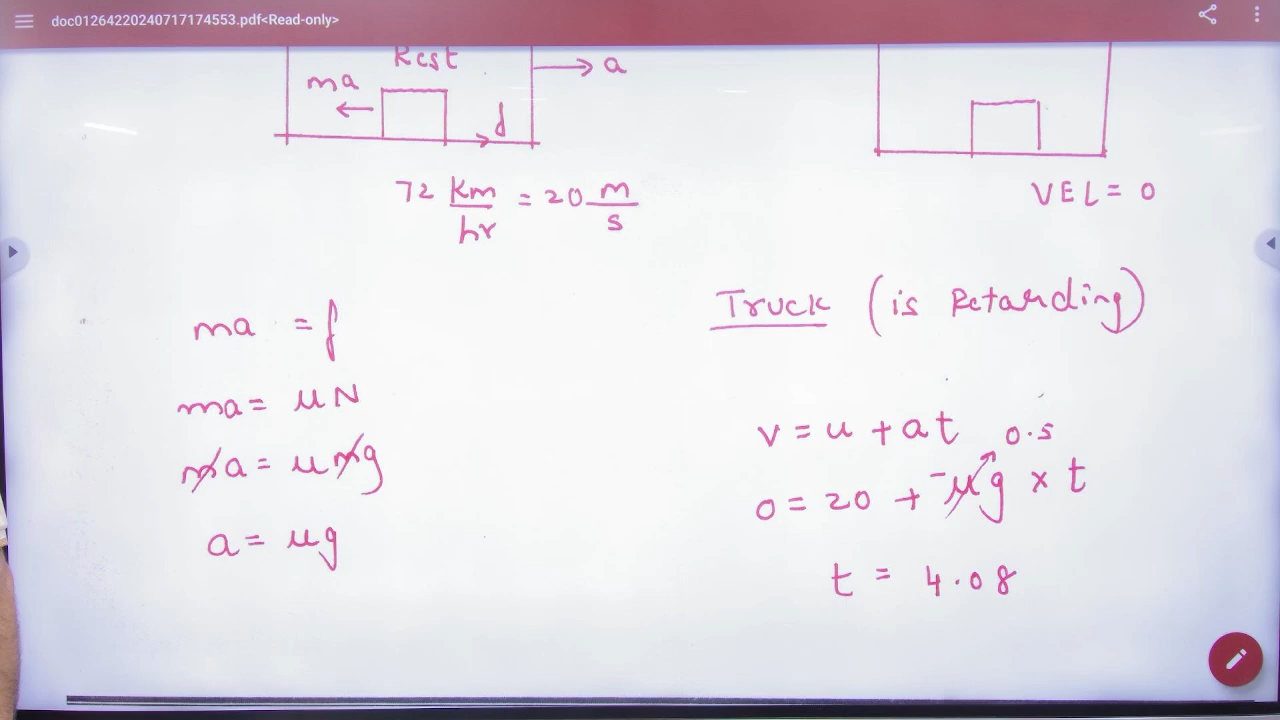 doc01264220240717174553.pdf<Read-only>
Rest
ma
a
f
72 Km/hr = 20 m/s
VEL = 0
Truck (is Retarding)
ma = f
ma = μN
ma = μmg
a = μg
v = u + at
0.5
0 = 20 + -μg × t
t = 4.08